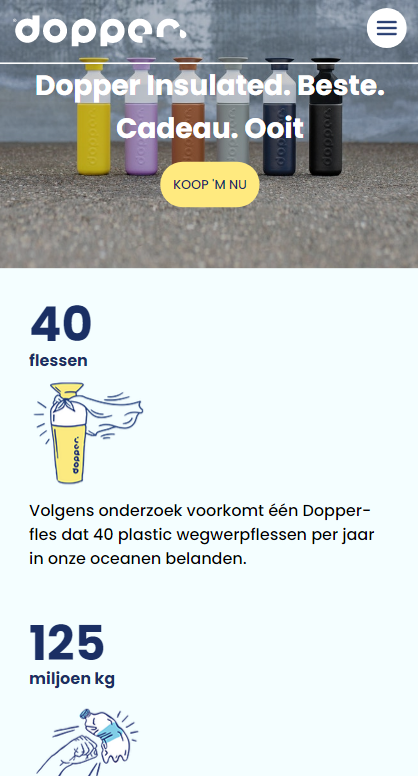 dopper.
Dopper Insulated. Beste.
Cadeau. Ooit
KOOP 'M NU
40
flessen
dopper.
Volgens onderzoek voorkomt één Dopper-
fles dat 40 plastic wegwerpflessen per jaar
in onze oceanen belanden.
125
miljoen kg